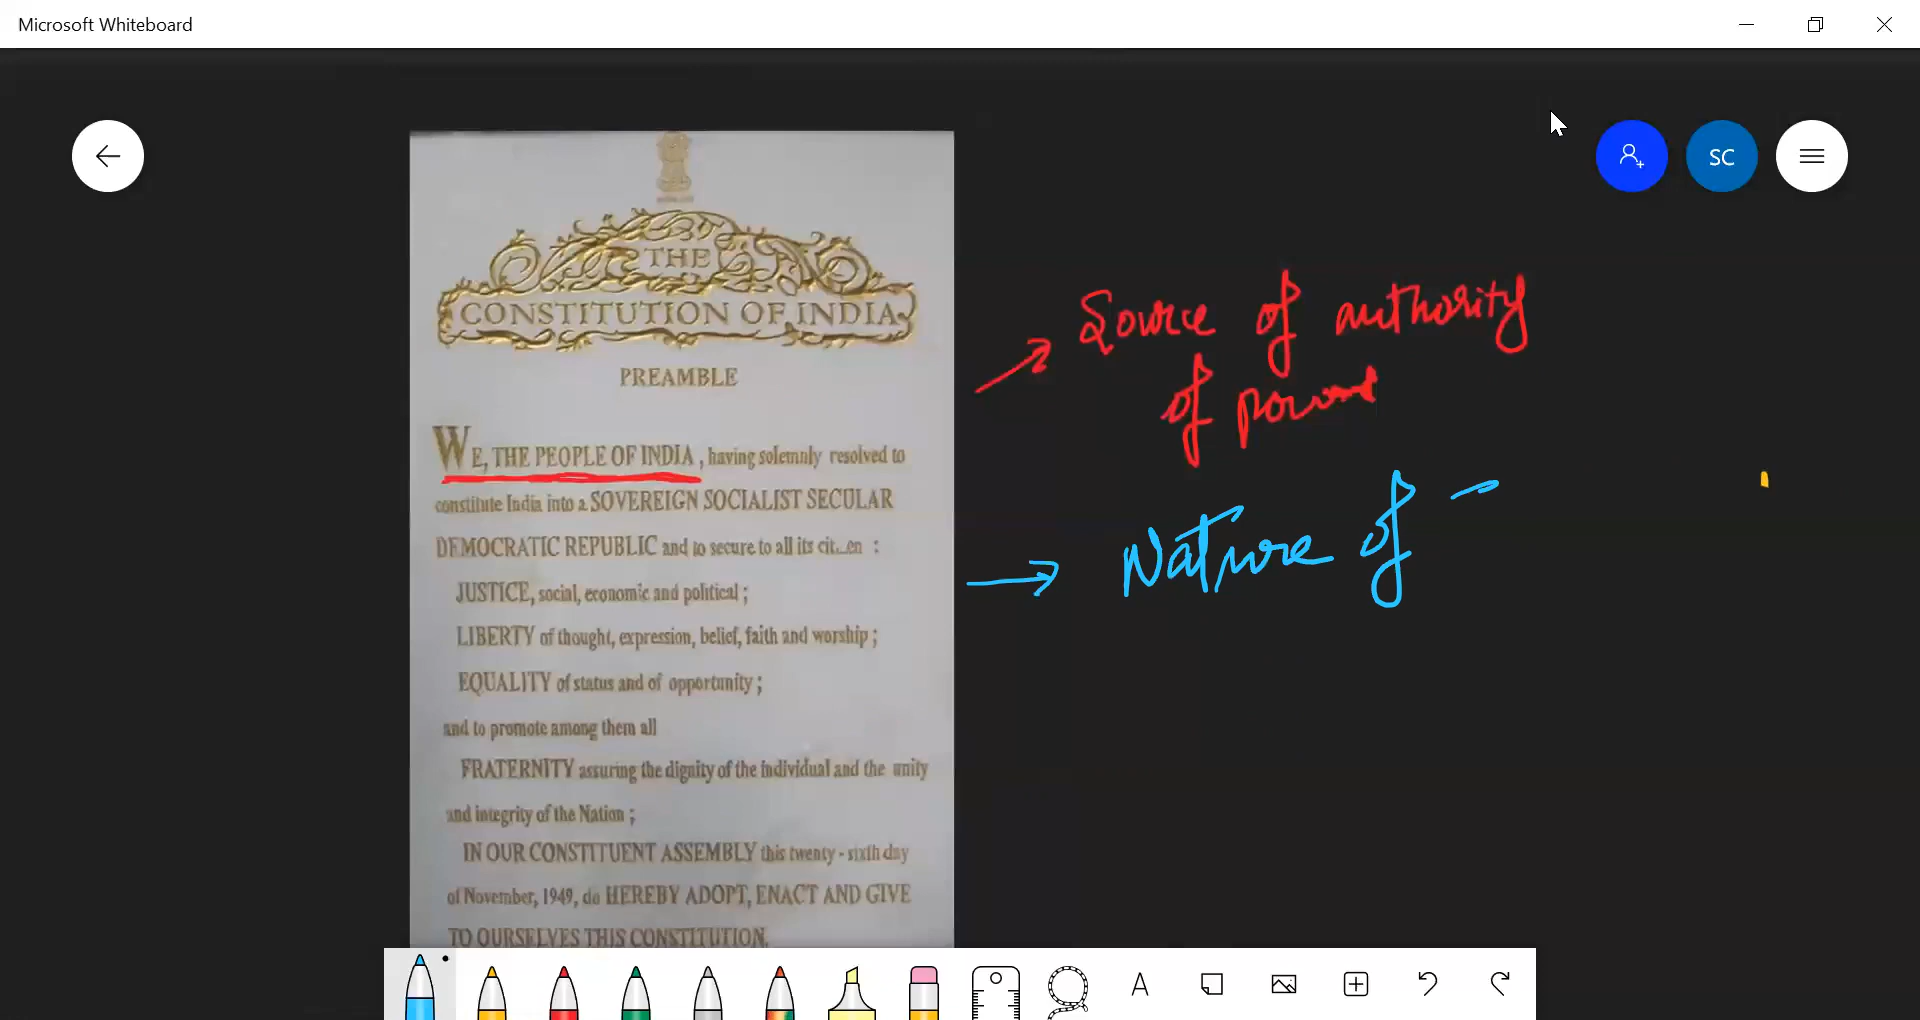 Microsoft Whiteboard
SC
THE
CONSTITUTION OF INDIA
PREAMBLE
WE, THE PEOPLE OF INDIA, having solemnly resolved to
constitute India into a SOVEREIGN SOCIALIST SECULAR
DEMOCRATIC REPUBLIC and to secure to all its :
JUSTICE, social, economic and political;
LIBERTY of thought, expression, belief, faith and worship;
EQUALITY of status and of opportunity;
and to promote among them all
FRATERNITY assuring the dignity of the individual and the unity
and integrity of the Nation;
IN OUR CONSTITUENT ASSEMBLY this twenty-sixth day
of November, 1949, do HEREBY ADOPT, ENACT AND GIVE
TO OURSELVES THIS CONSTITUTION.
Source of authority
of
Nature of
A